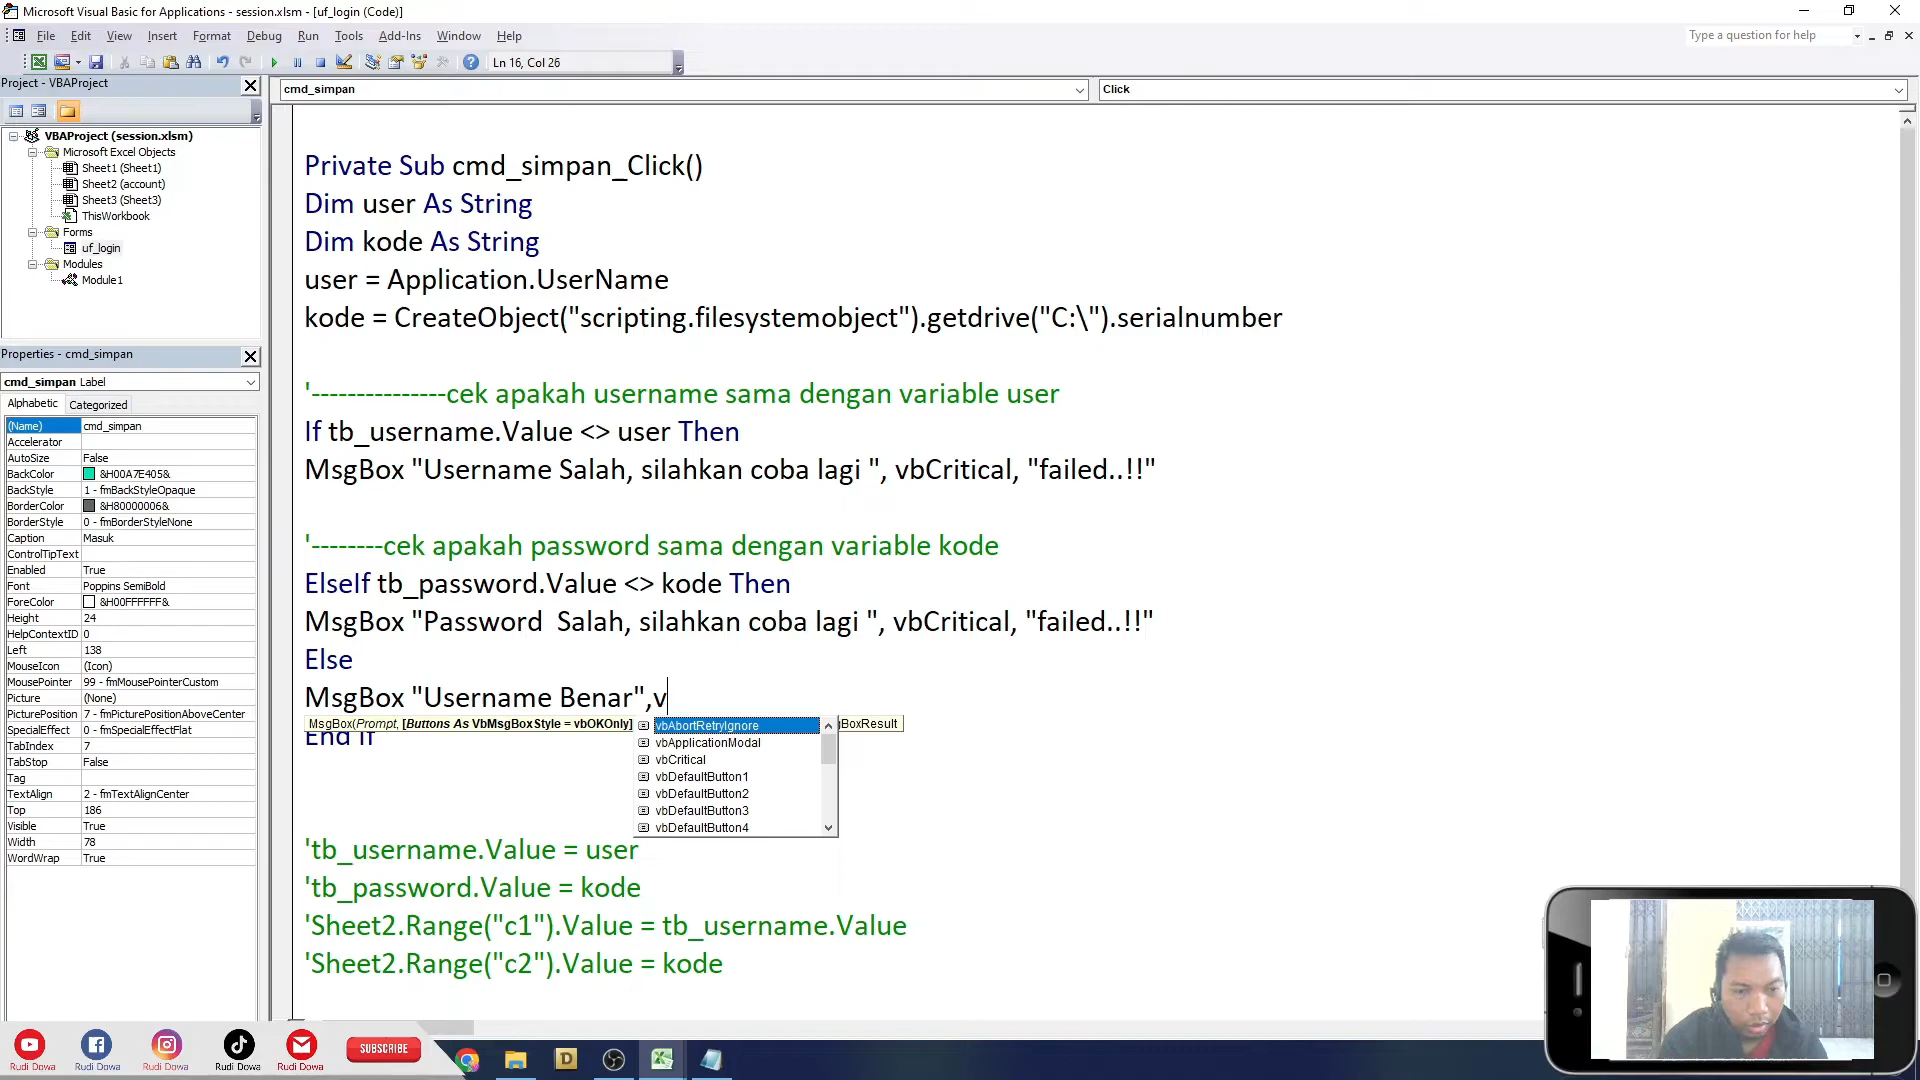 Microsoft Visual Basic for Applications - session.xlsm - [uf_login (Code)]
File Edit View Insert Format Debug Run Tools Add-Ins Window Help
Type a question for help
Ln 16, Col 26
Project - VBAProject
cmd_simpan
Click
VBAProject (session.xlsm)
Microsoft Excel Objects
Sheet1 (Sheet1)
Sheet2 (account)
Sheet3 (Sheet3)
ThisWorkbook
Forms
uf_login
Modules
Module1
Properties - cmd_simpan
cmd_simpan Label
Alphabetic Categorized
(Name) cmd_simpan
Accelerator
AutoSize False
BackColor &H00A7E405&
BackStyle 1 - fmBackStyleOpaque
BorderColor &H80000006&
BorderStyle 0 - fmBorderStyleNone
Caption Masuk
ControlTipText
Enabled True
Font Poppins SemiBold
ForeColor &H00FFFFFF&
Height 24
HelpContextID 0
Left 138
MouseIcon (Icon)
MousePointer 99 - fmMousePointerCustom
Picture (None)
PicturePosition 7 - fmPicturePositionAboveCenter
SpecialEffect 0 - fmSpecialEffectFlat
TabIndex 7
TabStop False
Tag
TextAlign 2 - fmTextAlignCenter
Top 186
Visible True
Width 78
WordWrap True
Private Sub cmd_simpan_Click()
Dim user As String
Dim kode As String
user = Application.UserName
kode = CreateObject("scripting.filesystemobject").getdrive("C:\").serialnumber
'---------------cek apakah username sama dengan variable user
If tb_username.Value <> user Then
MsgBox "Username Salah, silahkan coba lagi ", vbCritical, "failed..!!"
'--------cek apakah password sama dengan variable kode
ElseIf tb_password.Value <> kode Then
MsgBox "Password  Salah, silahkan coba lagi ", vbCritical, "failed..!!"
Else
MsgBox "Username Benar",v
MsgBox(Prompt, [Buttons As VbMsgBoxStyle = vbOKOnly] gBoxResult
vbAbortRetryIgnore
vbApplicationModal
vbCritical
vbDefaultButton1
vbDefaultButton2
vbDefaultButton3
vbDefaultButton4
End If
'tb_username.Value = user
'tb_password.Value = kode
'Sheet2.Range("c1").Value = tb_username.Value
'Sheet2.Range("c2").Value = kode
Rudi Dowa
Rudi Dowa
Rudi Dowa
Rudi Dowa
Rudi Dowa
SUBSCRIBE
D